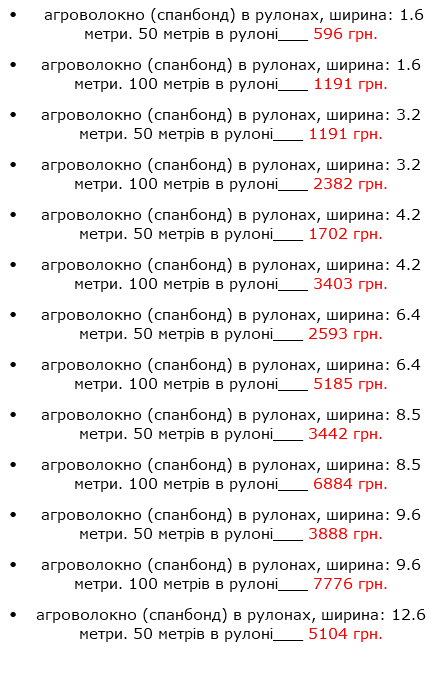 • агроволокно (спанбонд) в рулонах, ширина: 1.6
метри. 50 метрів в рулоні___ 596 грн.
• агроволокно (спанбонд) в рулонах, ширина: 1.6
метри. 100 метрів в рулоні___ 1191 грн.
• агроволокно (спанбонд) в рулонах, ширина: 3.2
метри. 50 метрів в рулоні___ 1191 грн.
• агроволокно (спанбонд) в рулонах, ширина: 3.2
метри. 100 метрів в рулоні___ 2382 грн.
• агроволокно (спанбонд) в рулонах, ширина: 4.2
метри. 50 метрів в рулоні___ 1702 грн.
• агроволокно (спанбонд) в рулонах, ширина: 4.2
метри. 100 метрів в рулоні___ 3403 грн.
• агроволокно (спанбонд) в рулонах, ширина: 6.4
метри. 50 метрів в рулоні___ 2593 грн.
• агроволокно (спанбонд) в рулонах, ширина: 6.4
метри. 100 метрів в рулоні___ 5185 грн.
• агроволокно (спанбонд) в рулонах, ширина: 8.5
метри. 50 метрів в рулоні___ 3442 грн.
• агроволокно (спанбонд) в рулонах, ширина: 8.5
метри. 100 метрів в рулоні___ 6884 грн.
• агроволокно (спанбонд) в рулонах, ширина: 9.6
метри. 50 метрів в рулоні___ 3888 грн.
• агроволокно (спанбонд) в рулонах, ширина: 9.6
метри. 100 метрів в рулоні___ 7776 грн.
• агроволокно (спанбонд) в рулонах, ширина: 12.6
метри. 50 метрів в рулоні___ 5104 грн.